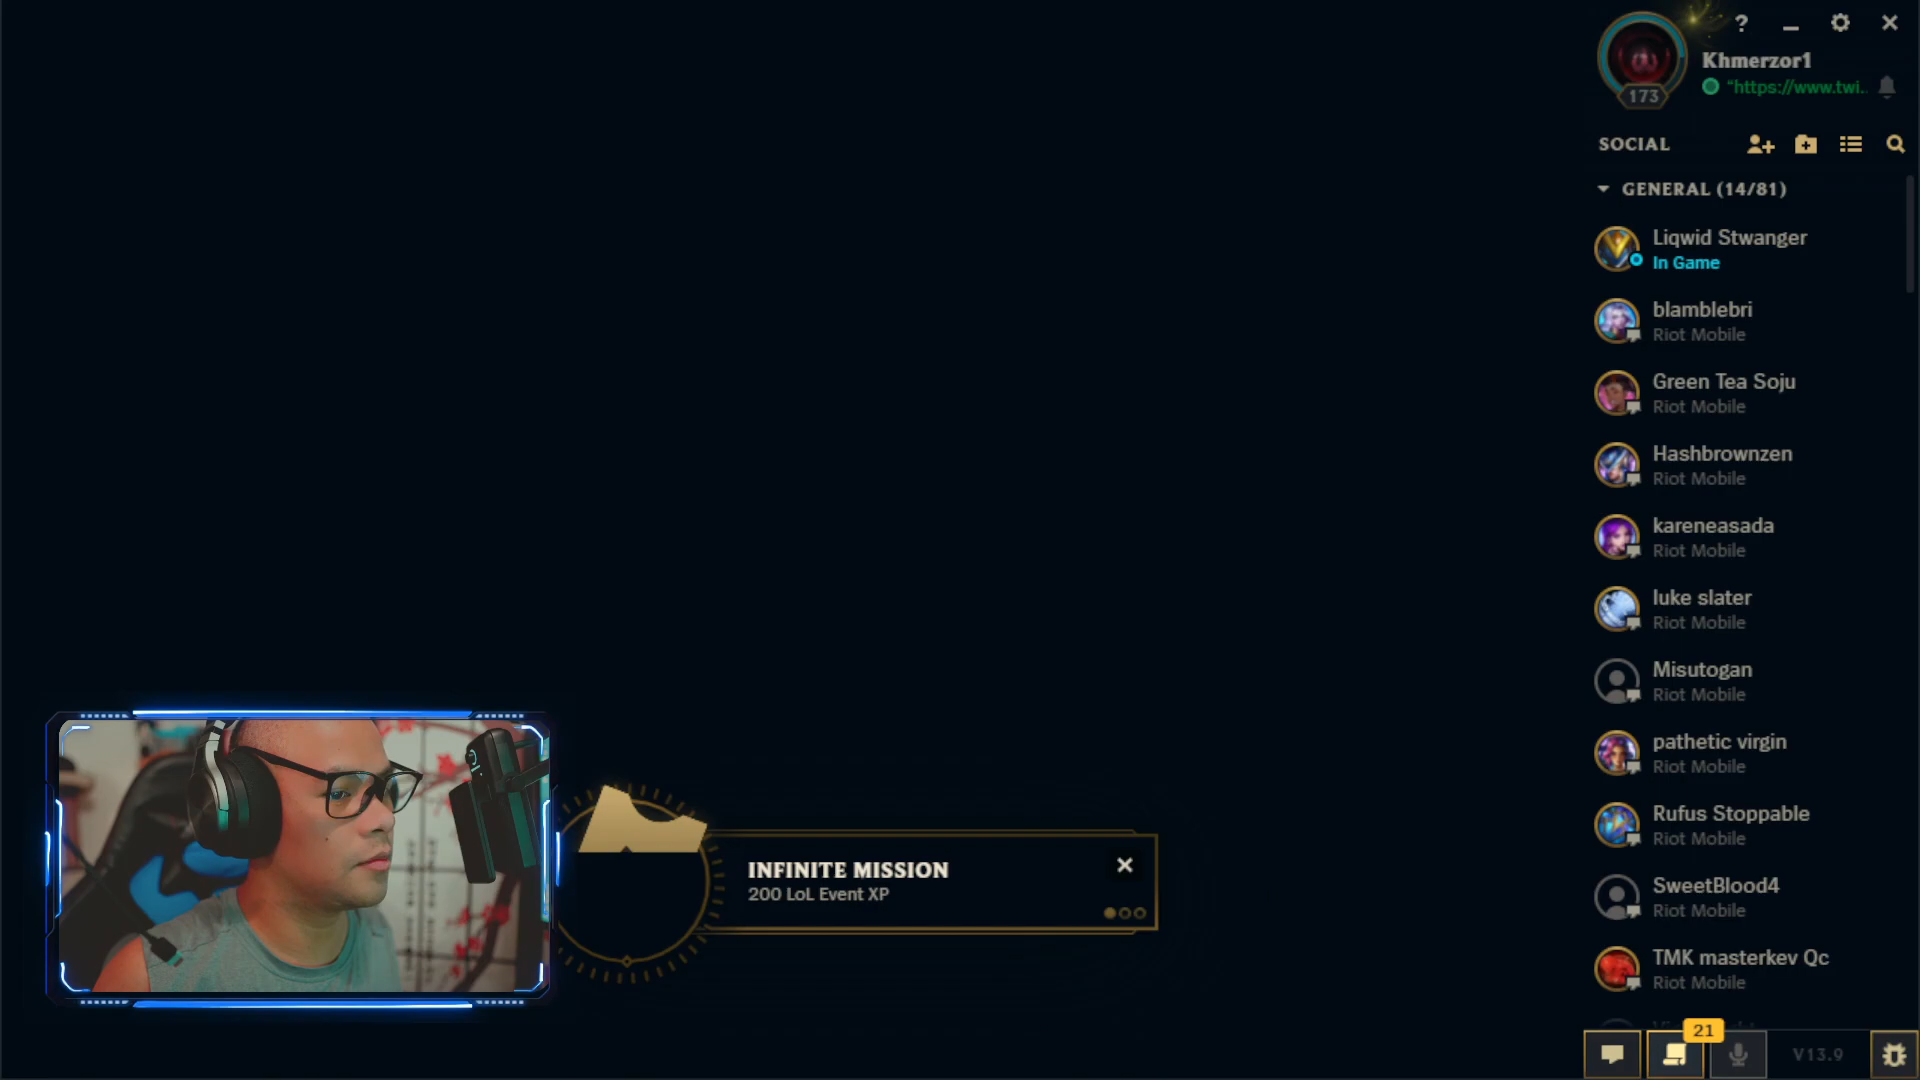 ?
Khmerzor1
173
"https://www.twi..
SOCIAL
GENERAL (14/81)
Liqwid Stwanger
In Game
blamblebri
Riot Mobile
Green Tea Soju
Riot Mobile
Hashbrownzen
Riot Mobile
kareneasada
Riot Mobile
luke slater
Riot Mobile
Misutogan
Riot Mobile
pathetic virgin
Riot Mobile
Rufus Stoppable
Riot Mobile
SweetBlood4
Riot Mobile
TMK masterkev Qc
Riot Mobile
INFINITE MISSION
200 LoL Event XP
21
V13.9